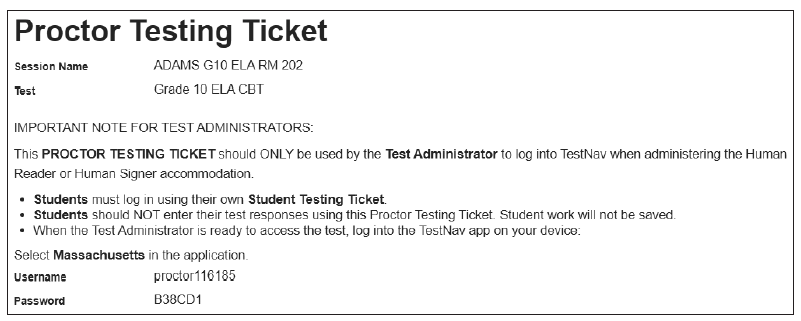 Proctor Testing Ticket
Session Name ADAMS G10 ELA RM 202
Test Grade 10 ELA CBT
IMPORTANT NOTE FOR TEST ADMINISTRATORS:
This PROCTOR TESTING TICKET should ONLY be used by the Test Administrator to log into TestNav when administering the Human
Reader or Human Signer accommodation.
• Students must log in using their own Student Testing Ticket.
• Students should NOT enter their test responses using this Proctor Testing Ticket. Student work will not be saved.
• When the Test Administrator is ready to access the test, log into the TestNav app on your device:
Select Massachusetts in the application.
Username proctor116185
Password B38CD1